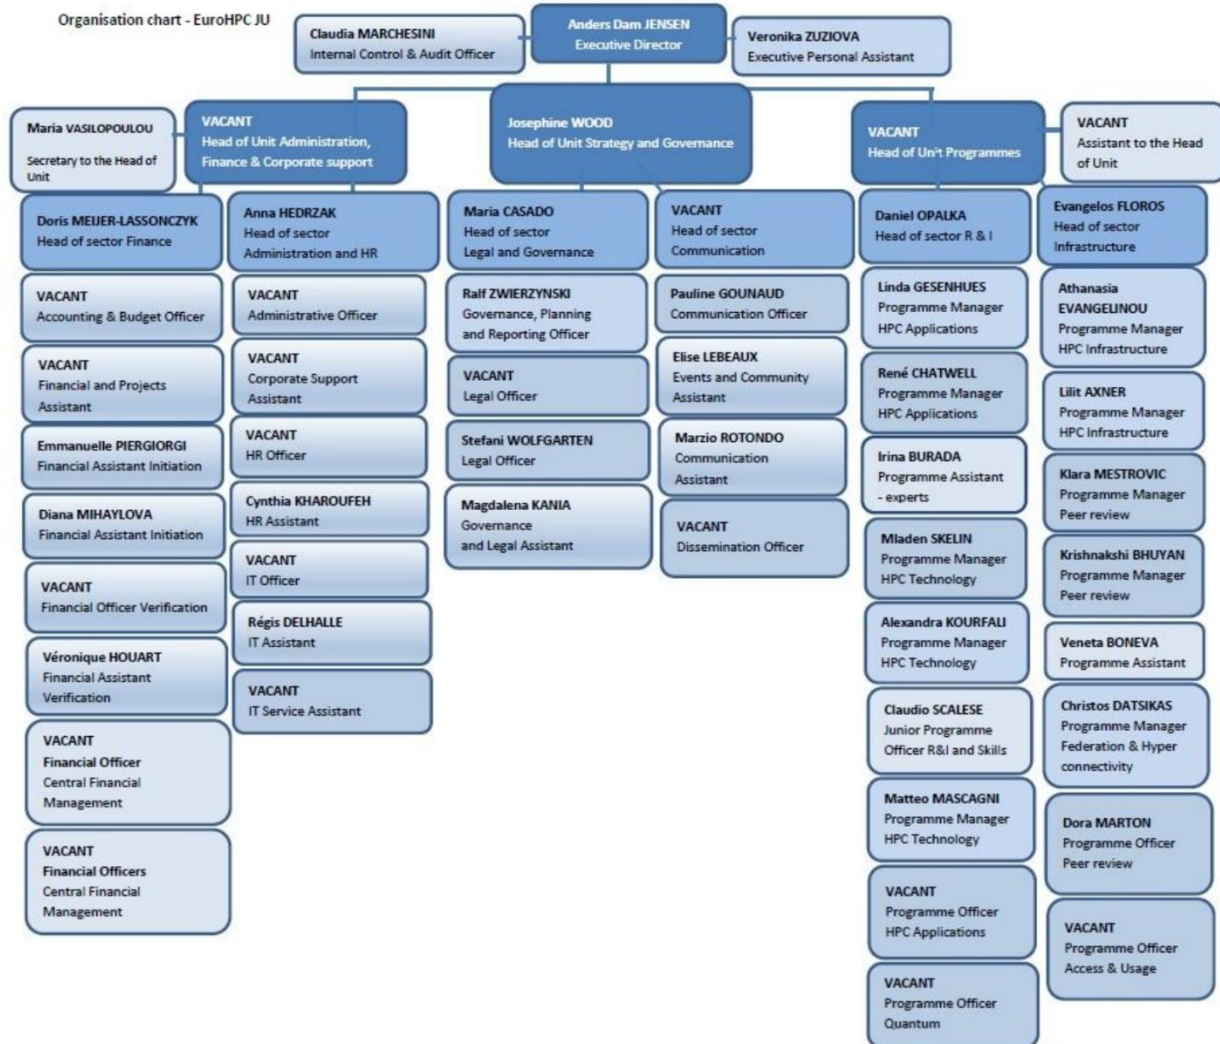 Organisation chart - EuroHPC JU
Anders Dam JENSEN
Executive Director
Claudia MARCHESINI
Internal Control & Audit Officer
Veronika ZUZIOVA
Executive Personal Assistant
Maria VASILOPOULOU
Secretary to the Head of
Unit
VACANT
Head of Unit Administration,
Finance & Corporate support
Josephine WOOD
Head of Unit Strategy and Governance
VACANT
Head of Unit Programmes
VACANT
Assistant to the Head
of Unit
Doris MEIJER-LASSONCZYK
Head of sector Finance
VACANT
Accounting & Budget Officer
VACANT
Financial and Projects
Assistant
Emmanuelle PIERGIORGI
Financial Assistant Initiation
Diana MIHAYLOVA
Financial Assistant Initiation
VACANT
Financial Officer Verification
Véronique HOUART
Financial Assistant
Verification
VACANT
Financial Officer
Central Financial
Management
VACANT
Financial Officers
Central Financial
Management
Anna HEDRZAK
Head of sector
Administration and HR
VACANT
Administrative Officer
VACANT
Corporate Support
Assistant
VACANT
HR Officer
Cynthia KHAROUFEH
HR Assistant
VACANT
IT Officer
Régis DELHALLE
IT Assistant
VACANT
IT Service Assistant
Maria CASADO
Head of sector
Legal and Governance
Ralf ZWIERZYNSKI
Governance, Planning
and Reporting Officer
VACANT
Legal Officer
Stefani WOLFGARTEN
Legal Officer
Magdalena KANIA
Governance
and Legal Assistant
VACANT
Head of sector
Communication
Pauline GOUNAUD
Communication Officer
Elise LEBEAUX
Events and Community
Assistant
Marzio ROTONDO
Communication
Assistant
VACANT
Dissemination Officer
Daniel OPALKA
Head of sector R & I
Linda GESENHUES
Programme Manager
HPC Applications
René CHATWELL
Programme Manager
HPC Applications
Irina BURADA
Programme Assistant
- experts
Mladen SKELIN
Programme Manager
HPC Technology
Alexandra KOURFALI
Programme Manager
HPC Technology
Claudio SCALESE
Junior Programme
Officer R&I and Skills
Matteo MASCAGNI
Programme Manager
HPC Technology
VACANT
Programme Officer
HPC Applications
VACANT
Programme Officer
Quantum
Evangelos FLOROS
Head of sector
Infrastructure
Athanasia
EVANGELINOU
Programme Manager
HPC Infrastructure
Lilit AXNER
Programme Manager
HPC Infrastructure
Klara MESTROVIC
Programme Manager
Peer review
Krishnakshi BHUYAN
Programme Manager
Peer review
Veneta BONEVA
Programme Assistant
Christos DATSIKAS
Programme Manager
Federation & Hyper
connectivity
Dora MARTON
Programme Officer
Peer review
VACANT
Programme Officer
Access & Usage